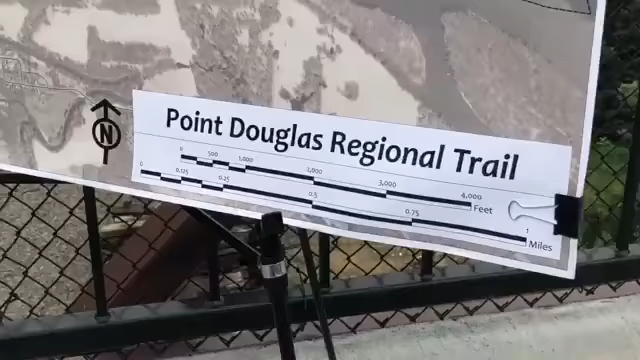 Point Douglas Regional Trail
N
0 500 1,000 2,000 3,000 4,000
Feet
0 0.125 0.25 0.5 0.75 1
Miles